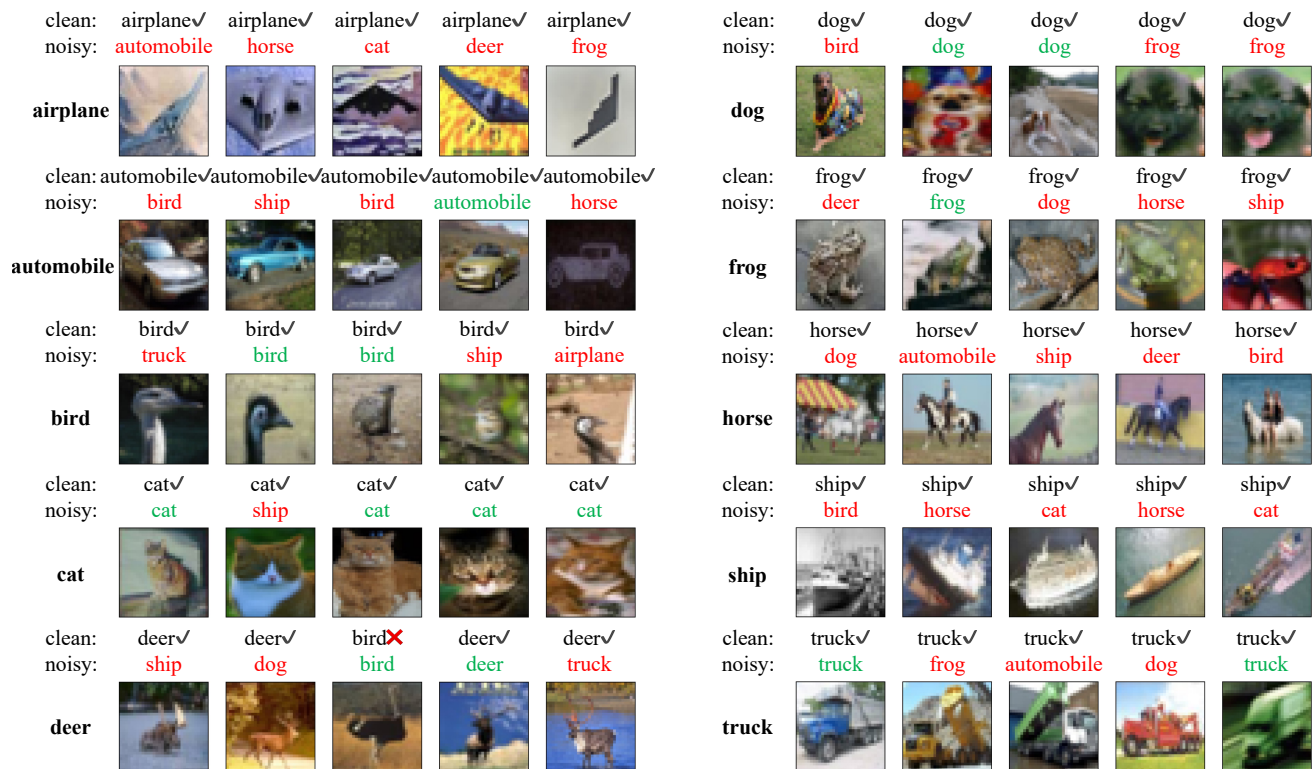 clean: airplane✓ airplane✓ airplane✓ airplane✓ airplane✓
noisy: automobile horse cat deer frog
airplane
clean: automobile✓ automobile✓ automobile✓ automobile✓ automobile✓
noisy: bird ship bird automobile horse
automobile
clean: bird✓ bird✓ bird✓ bird✓ bird✓
noisy: truck bird bird ship airplane
bird
clean: cat✓ cat✓ cat✓ cat✓ cat✓
noisy: cat ship cat cat cat
cat
clean: deer✓ deer✓ bird✗ deer✓ deer✓
noisy: ship dog bird deer truck
deer
clean: dog✓ dog✓ dog✓ dog✓ dog✓
noisy: bird dog dog frog frog
dog
clean: frog✓ frog✓ frog✓ frog✓ frog✓
noisy: deer frog dog horse ship
frog
clean: horse✓ horse✓ horse✓ horse✓ horse✓
noisy: dog automobile ship deer bird
horse
clean: ship✓ ship✓ ship✓ ship✓ ship✓
noisy: bird horse cat horse cat
ship
clean: truck✓ truck✓ truck✓ truck✓ truck✓
noisy: truck frog automobile dog truck
truck